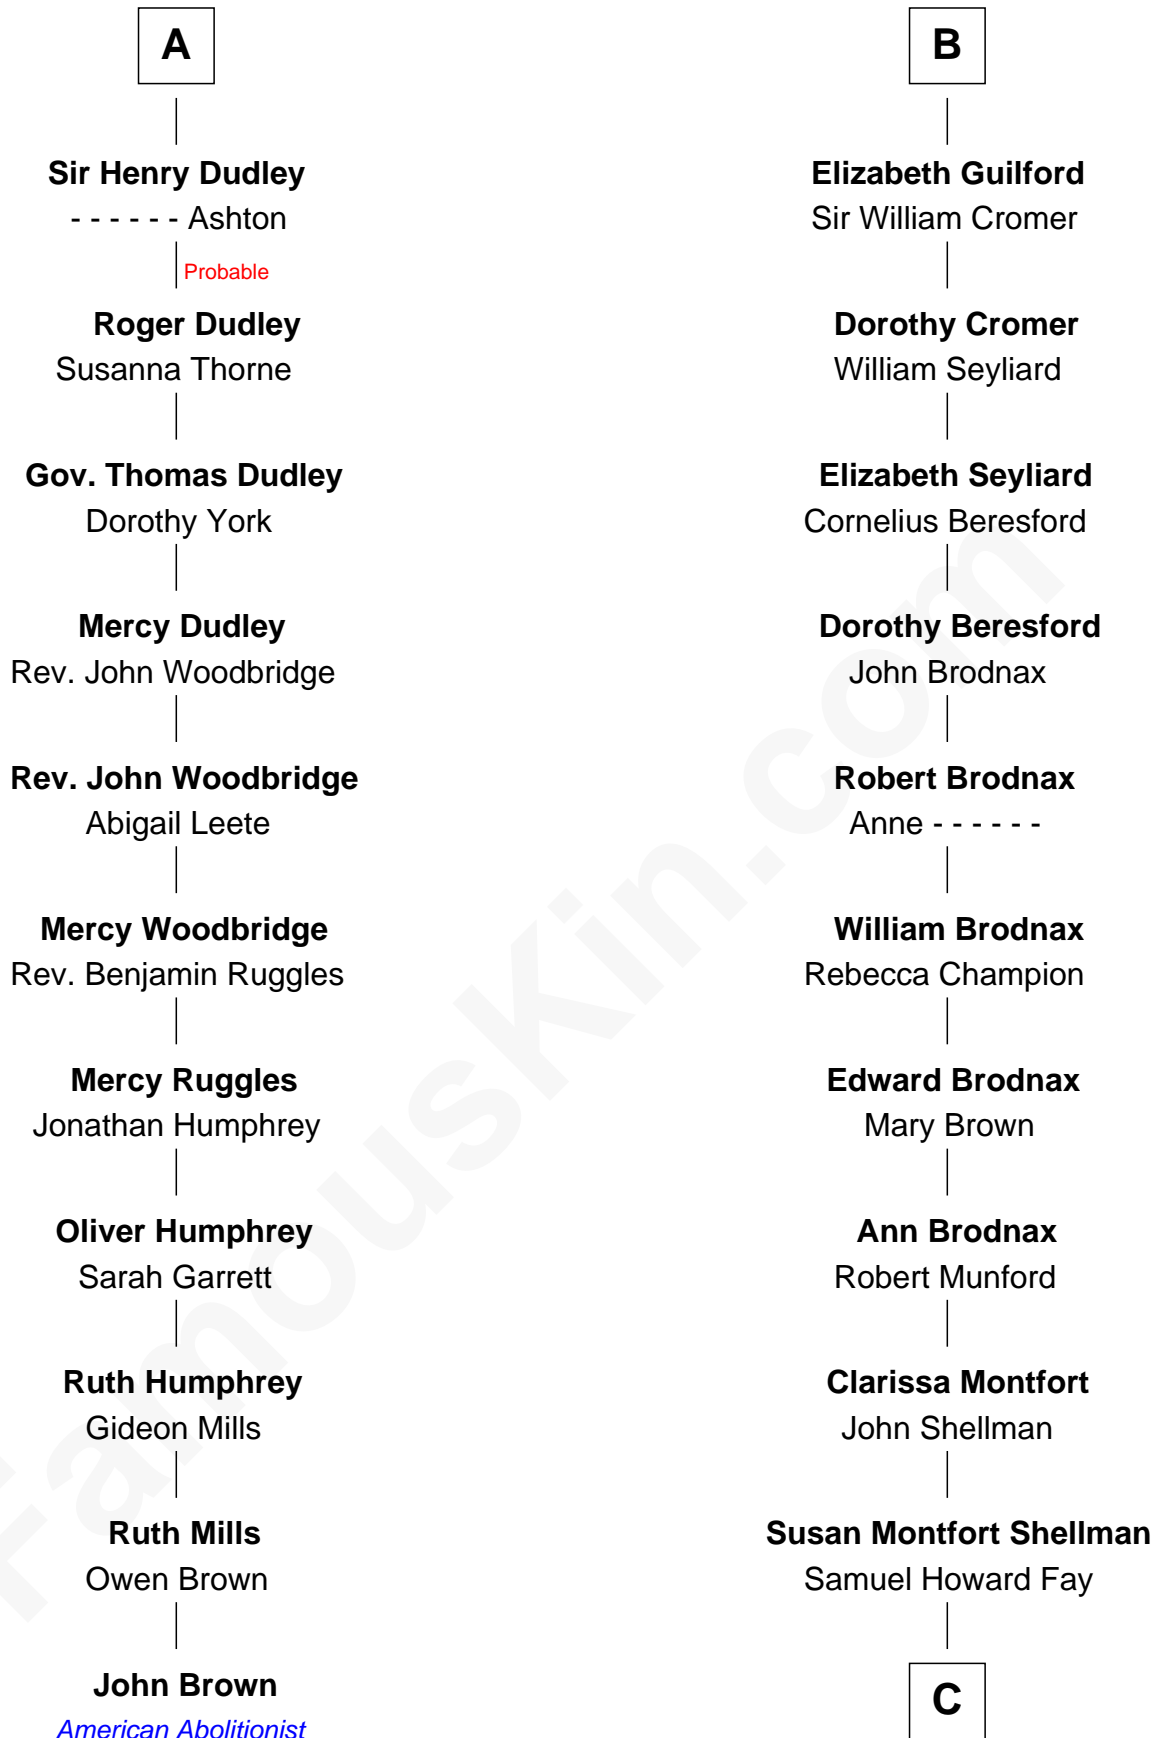 A
Sir Henry Dudley
- - - - - - Ashton
Probable
Roger Dudley
Susanna Thorne
Gov. Thomas Dudley
Dorothy York
Mercy Dudley
Rev. John Woodbridge
Rev. John Woodbridge
Abigail Leete
Mercy Woodbridge
Rev. Benjamin Ruggles
Mercy Ruggles
Jonathan Humphrey
Oliver Humphrey
Sarah Garrett
Ruth Humphrey
Gideon Mills
Ruth Mills
Owen Brown
John Brown
American Abolitionist
B
Elizabeth Guilford
Sir William Cromer
Dorothy Cromer
William Seyliard
Elizabeth Seyliard
Cornelius Beresford
Dorothy Beresford
John Brodnax
Robert Brodnax
Anne - - - - - -
William Brodnax
Rebecca Champion
Edward Brodnax
Mary Brown
Ann Brodnax
Robert Munford
Clarissa Montfort
John Shellman
Susan Montfort Shellman
Samuel Howard Fay
C
FamousKin.com